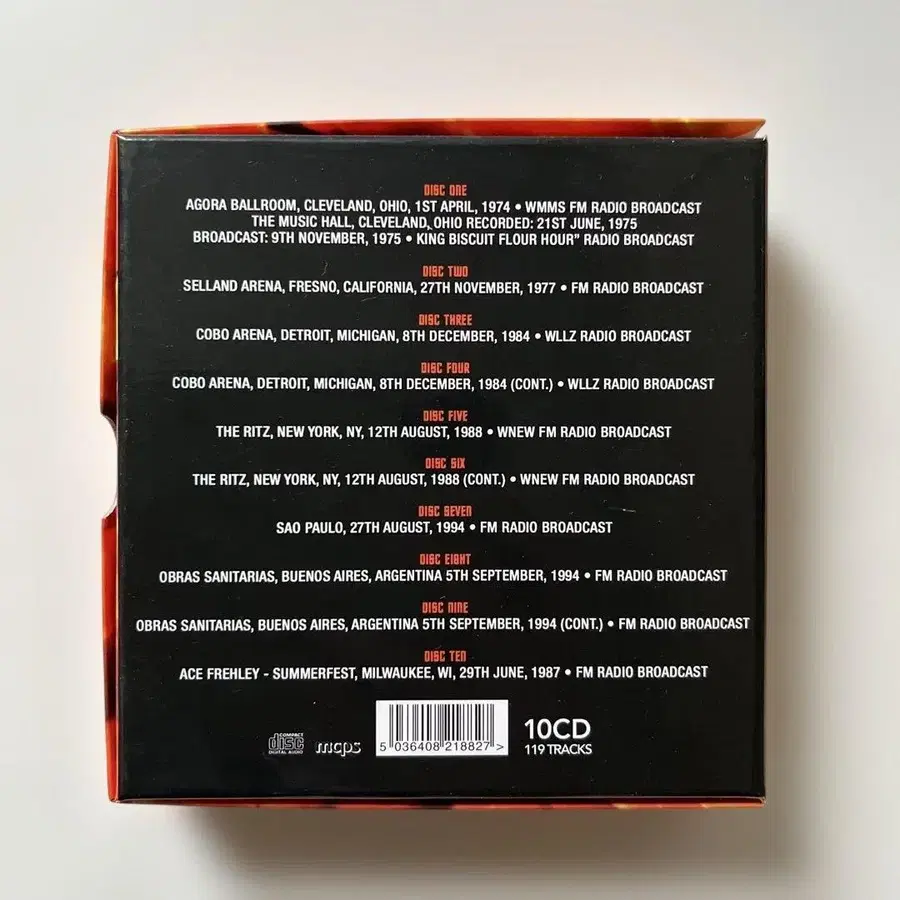 DISC ONE
AGORA BALLROOM, CLEVELAND, OHIO, 1ST APRIL, 1974 • WMMS FM RADIO BROADCAST
THE MUSIC HALL, CLEVELAND, OHIO RECORDED: 21ST JUNE, 1975
BROADCAST: 9TH NOVEMBER, 1975 • KING BISCUIT FLOUR HOUR" RADIO BROADCAST
DISC TWO
SELLAND ARENA, FRESNO, CALIFORNIA, 27TH NOVEMBER, 1977 • FM RADIO BROADCAST
DISC THREE
COBO ARENA, DETROIT, MICHIGAN, 8TH DECEMBER, 1984 • WLLZ RADIO BROADCAST
DISC FOUR
COBO ARENA, DETROIT, MICHIGAN, 8TH DECEMBER, 1984 (CONT.) • WLLZ RADIO BROADCAST
DISC FIVE
THE RITZ, NEW YORK, NY, 12TH AUGUST, 1988 • WNEW FM RADIO BROADCAST
DISC SIX
THE RITZ, NEW YORK, NY, 12TH AUGUST, 1988 (CONT.) • WNEW FM RADIO BROADCAST
DISC SEVEN
SAO PAULO, 27TH AUGUST, 1994 • FM RADIO BROADCAST
DISC EIGHT
OBRAS SANITARIAS, BUENOS AIRES, ARGENTINA 5TH SEPTEMBER, 1994 • FM RADIO BROADCAST
DISC NINE
OBRAS SANITARIAS, BUENOS AIRES, ARGENTINA 5TH SEPTEMBER, 1994 (CONT.) • FM RADIO BROADCAST
DISC TEN
ACE FREHLEY - SUMMERFEST, MILWAUKEE, WI, 29TH JUNE, 1987 • FM RADIO BROADCAST
COMPACT
disc
DIGITAL AUDIO
mcps
5 036408 218827 >
10CD
119 TRACKS